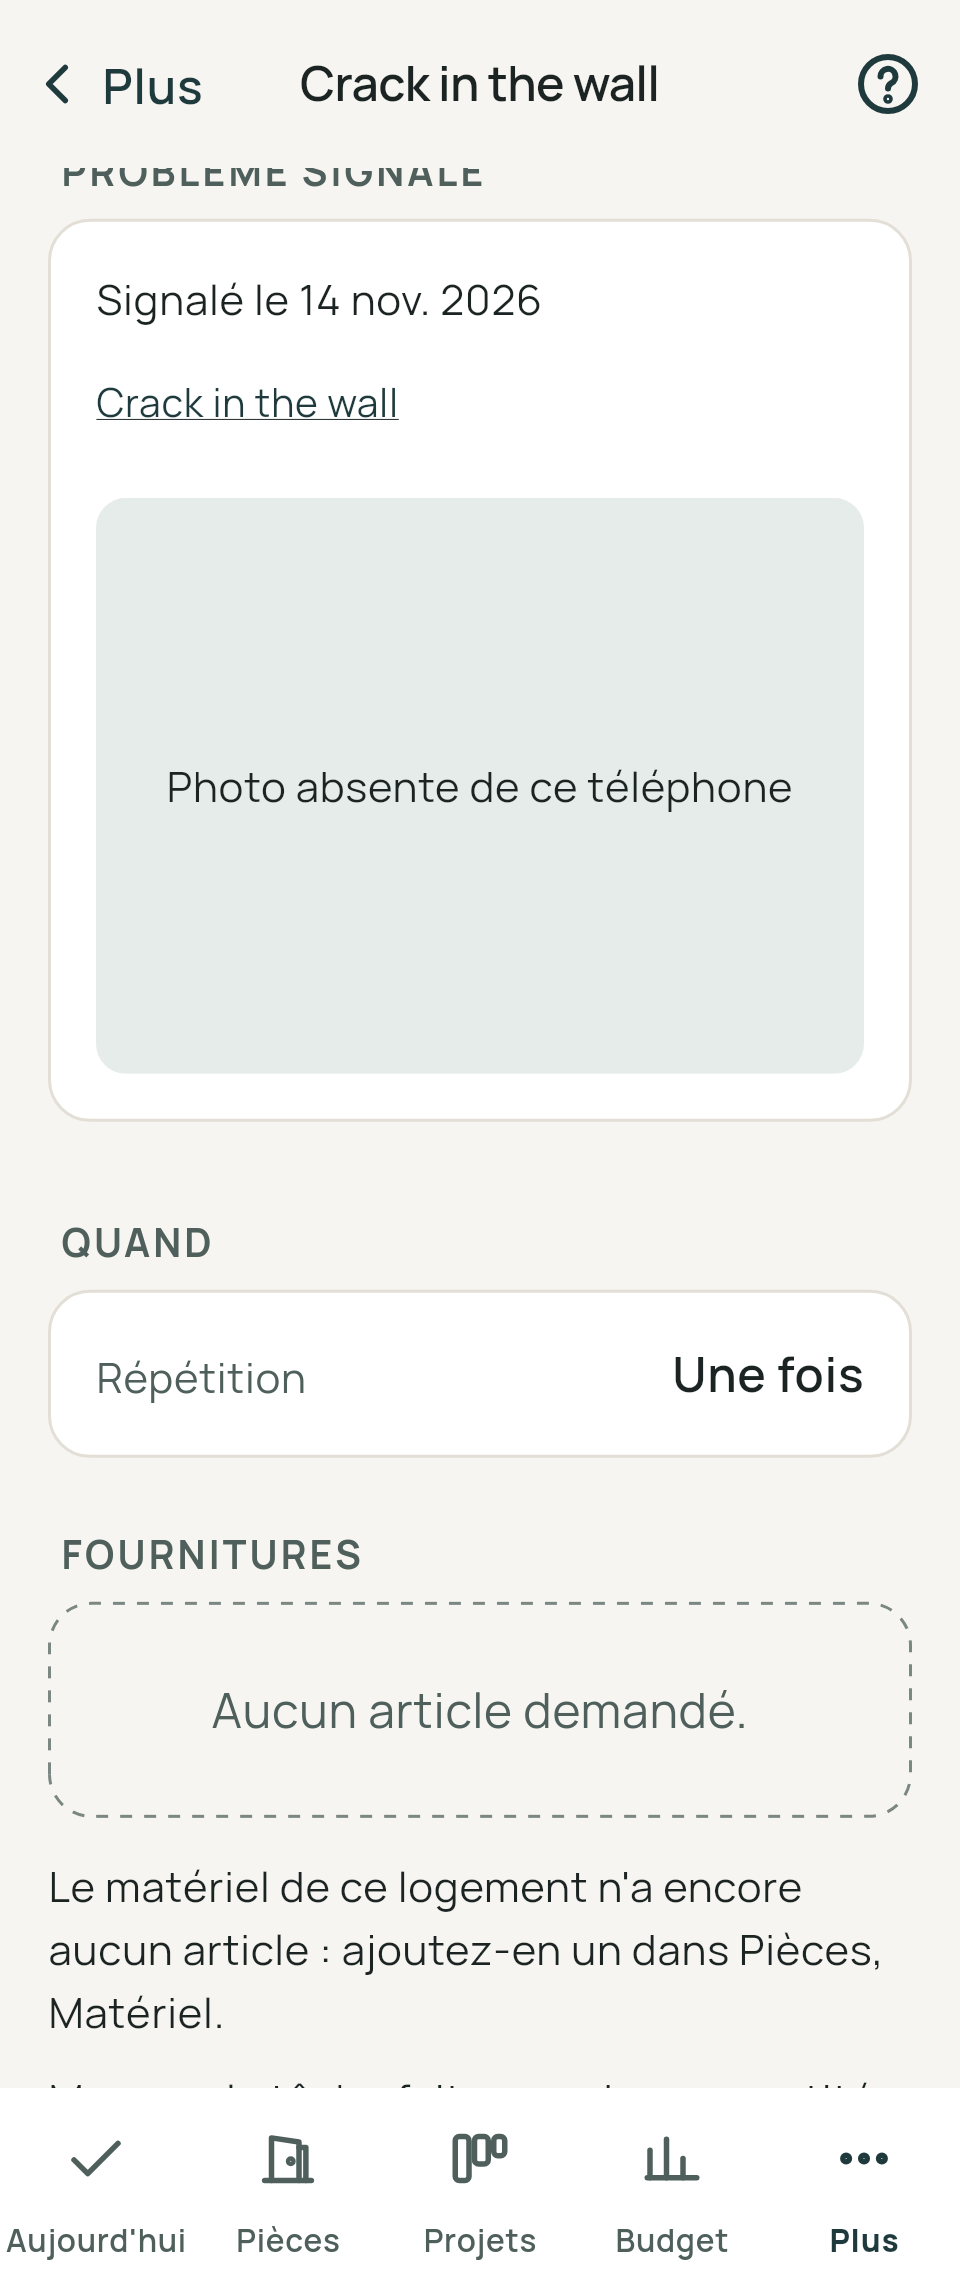 Plus
Crack in the wall
PROBLÈME SIGNALÉ
Signalé le 14 nov. 2026
Crack in the wall
Photo absente de ce téléphone
QUAND
Répétition
Une fois
FOURNITURES
Aucun article demandé.
Le matériel de ce logement n'a encore
aucun article : ajoutez-en un dans Pièces,
Matériel.
Aujourd'hui
Pièces
Projets
Budget
Plus